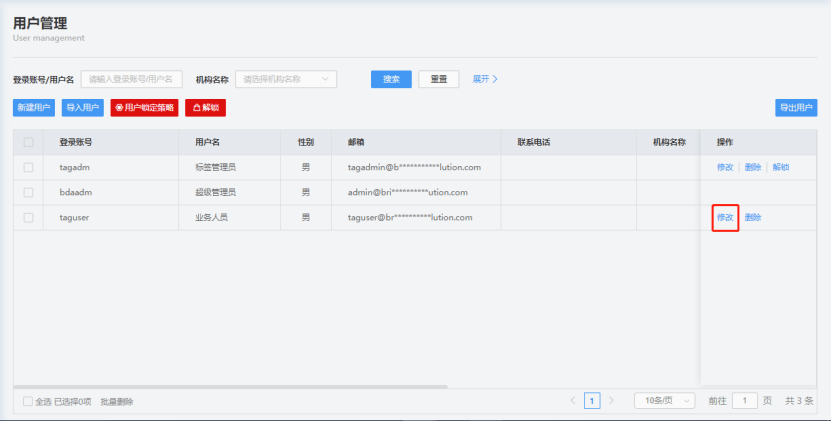 用户管理
User management
登录账号/用户名 请输入登录账号/用户名 机构名称 请选择机构名称 搜索 重置 展开
新建用户 导入用户 用户锁定策略 解锁 导出用户
登录账号 用户名 性别 邮箱 联系电话 机构名称 操作
tagadm 标签管理员 男 tagadmin@b***********lution.com 修改 删除 解锁
bdaadm 超级管理员 男 admin@bri**********ution.com
taguser 业务人员 男 taguser@br**********lution.com 修改 删除
全选 已选择0项 批量删除 1 10条/页 前往 1 页 共 3 条